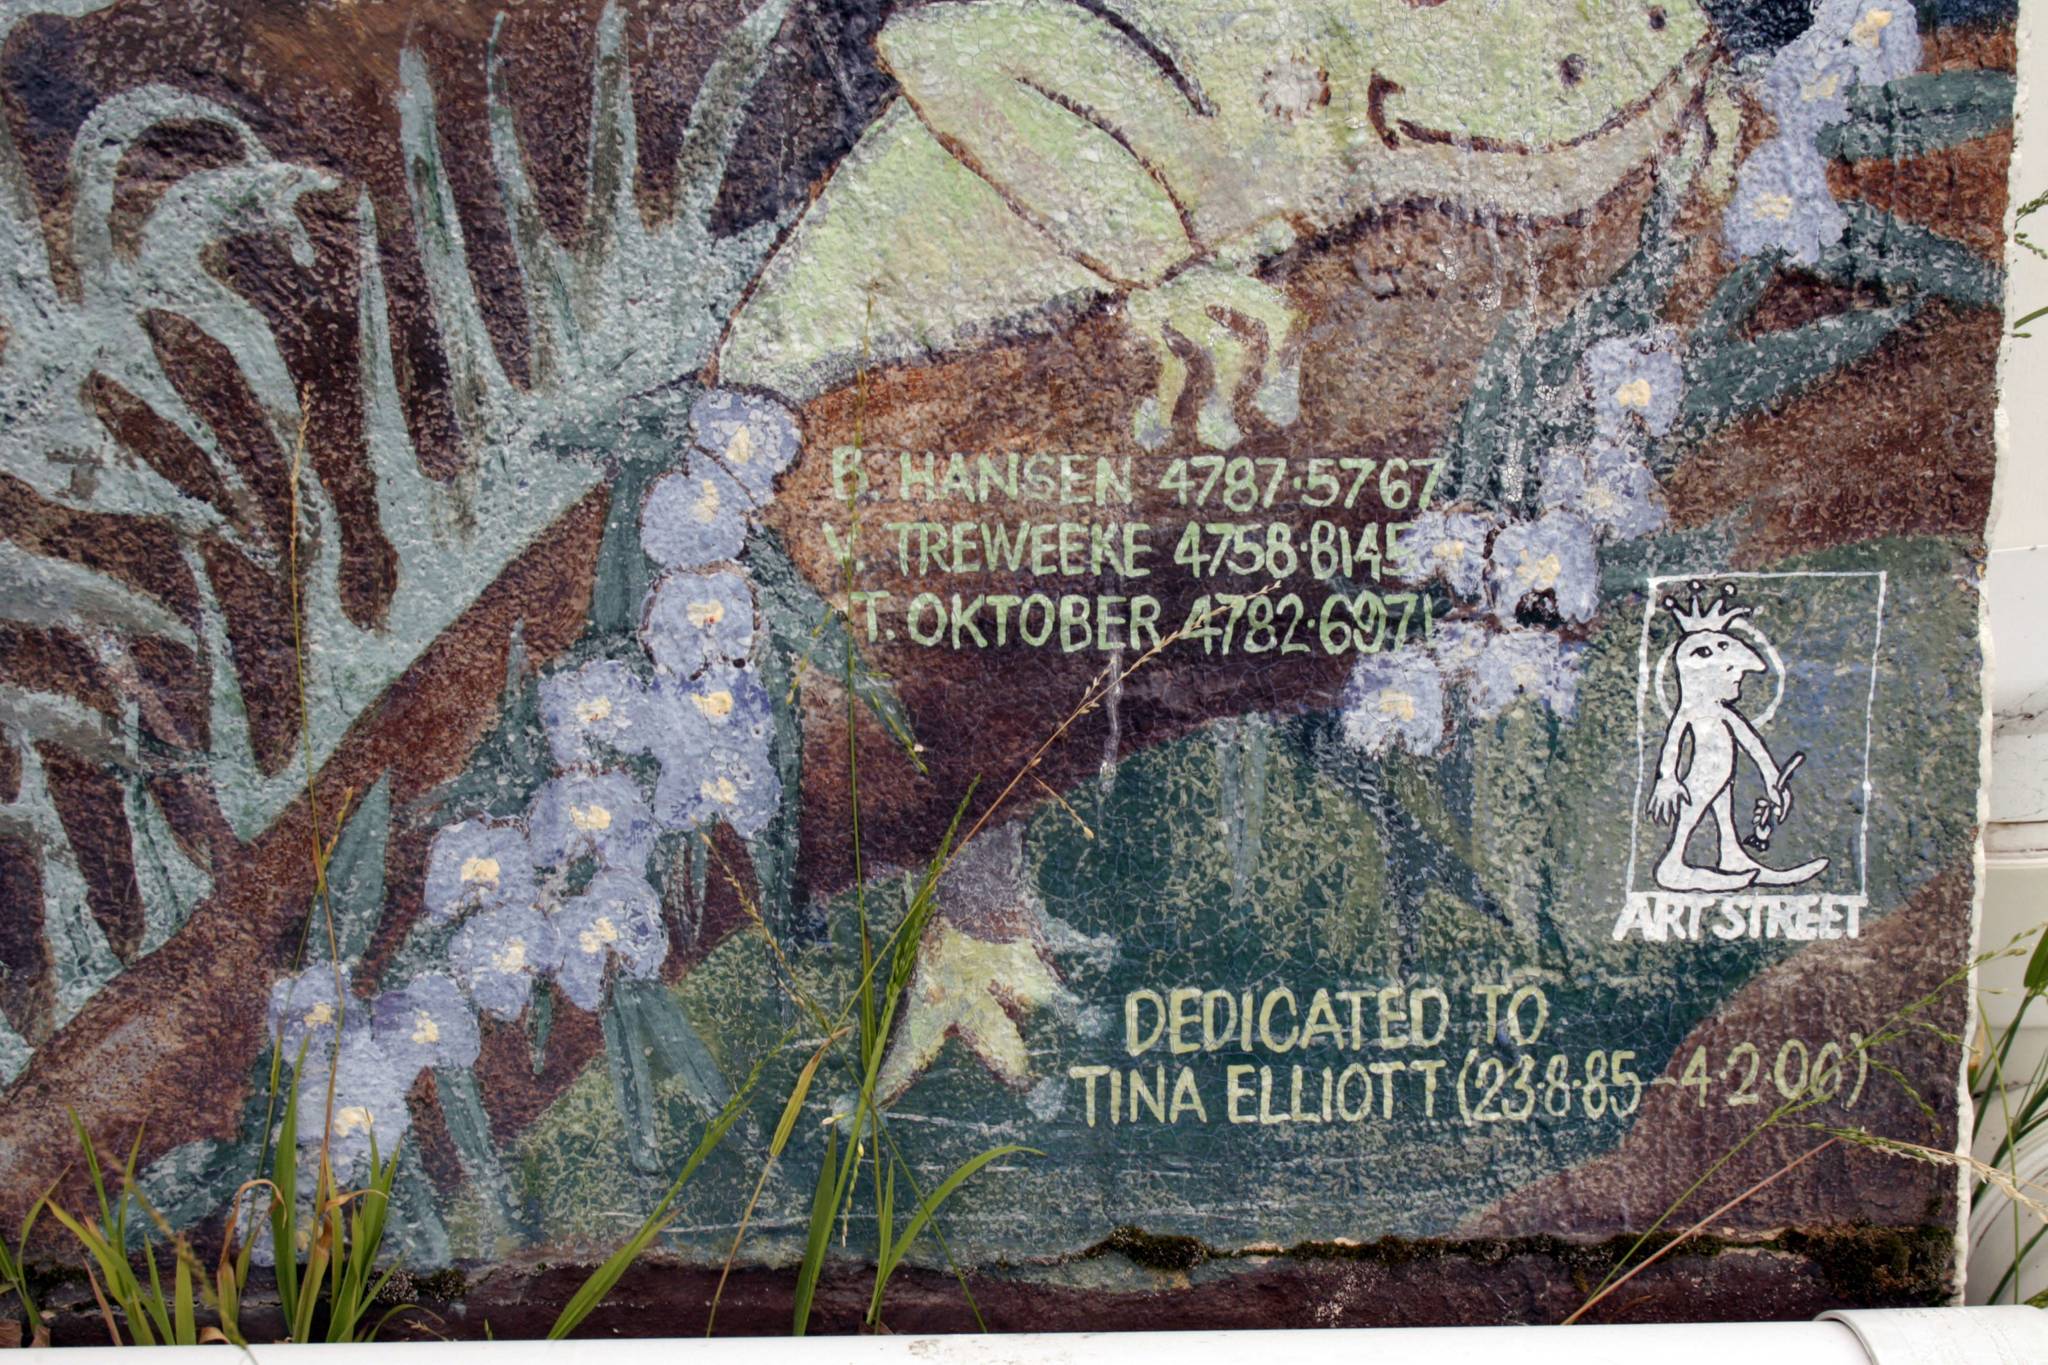 B. HANSEN 4787·5767
V. TREWEEKE 4758·8145
T. OKTOBER 4782·6971
ART STREET
DEDICATED TO
TINA ELLIOTT (23·8·85-4·2·06)